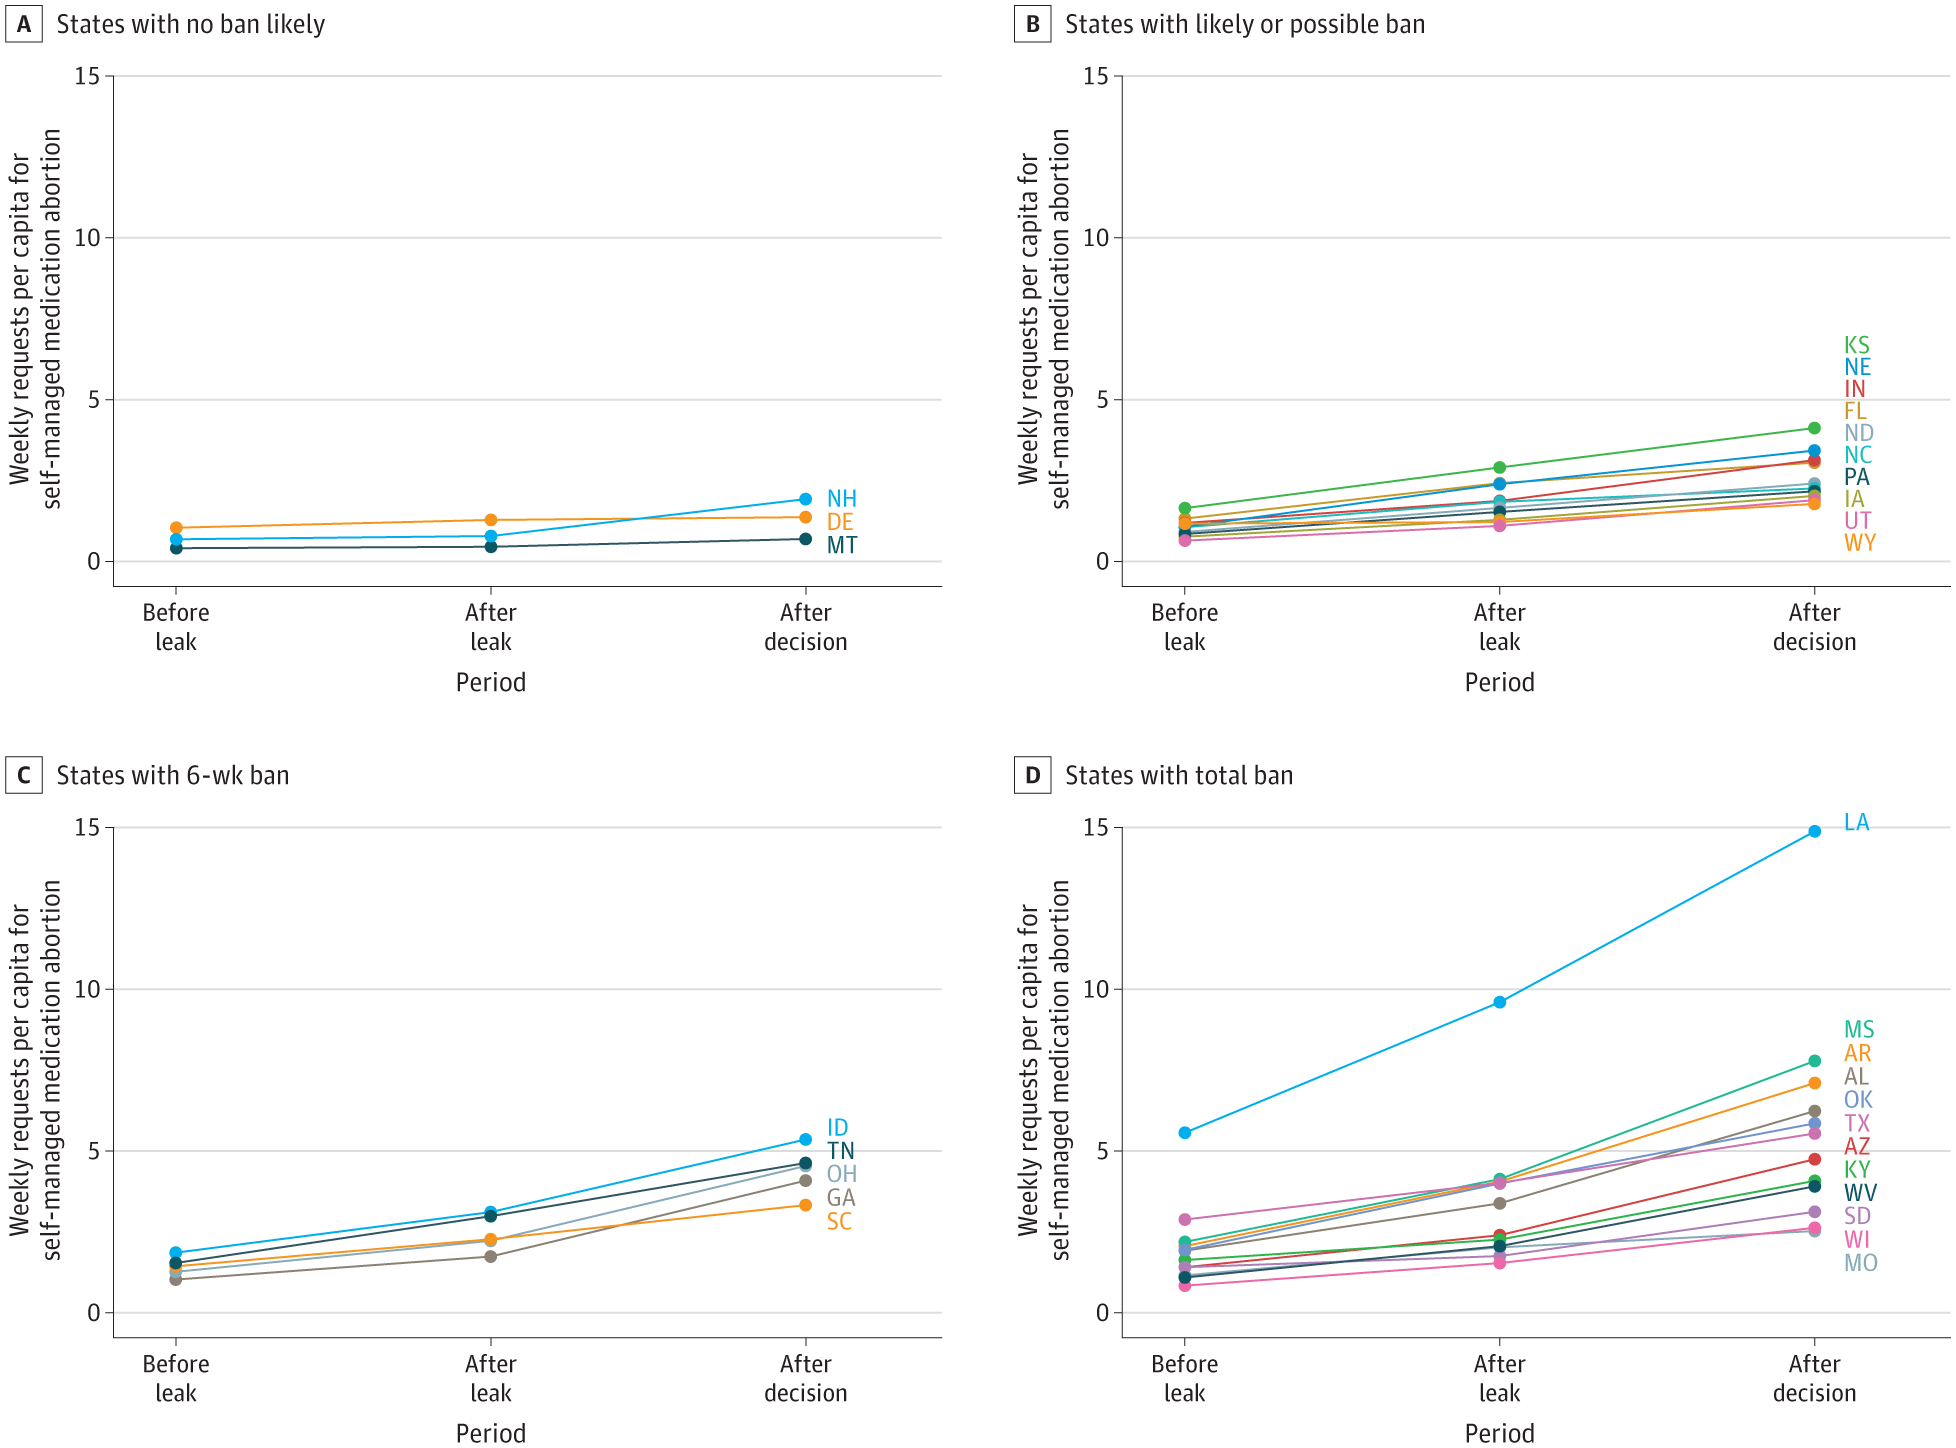 A States with no ban likely
Weekly requests per capita for
self-managed medication abortion
15
10
5
0
NH
DE
MT
Before
leak
After
leak
After
decision
Period
B States with likely or possible ban
Weekly requests per capita for
self-managed medication abortion
15
10
5
0
KS
NE
IN
FL
ND
NC
PA
IA
UT
WY
Before
leak
After
leak
After
decision
Period
C States with 6-wk ban
Weekly requests per capita for
self-managed medication abortion
15
10
5
0
ID
TN
OH
GA
SC
Before
leak
After
leak
After
decision
Period
D States with total ban
Weekly requests per capita for
self-managed medication abortion
15
10
5
0
LA
MS
AR
AL
OK
TX
AZ
KY
WV
SD
WI
MO
Before
leak
After
leak
After
decision
Period